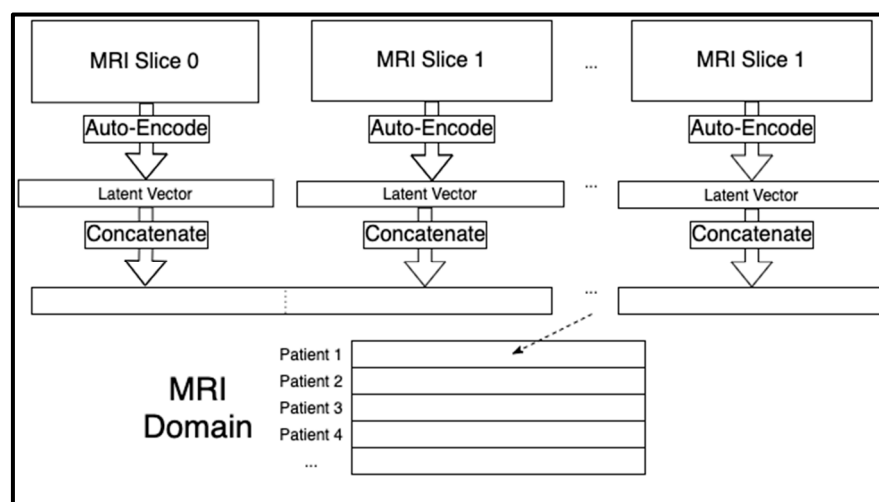 MRI Slice 0 MRI Slice 1 ... MRI Slice 1
Auto-Encode Auto-Encode Auto-Encode
Latent Vector Latent Vector ... Latent Vector
Concatenate Concatenate Concatenate
...
Patient 1
Patient 2
Patient 3
Patient 4
...
MRI
Domain